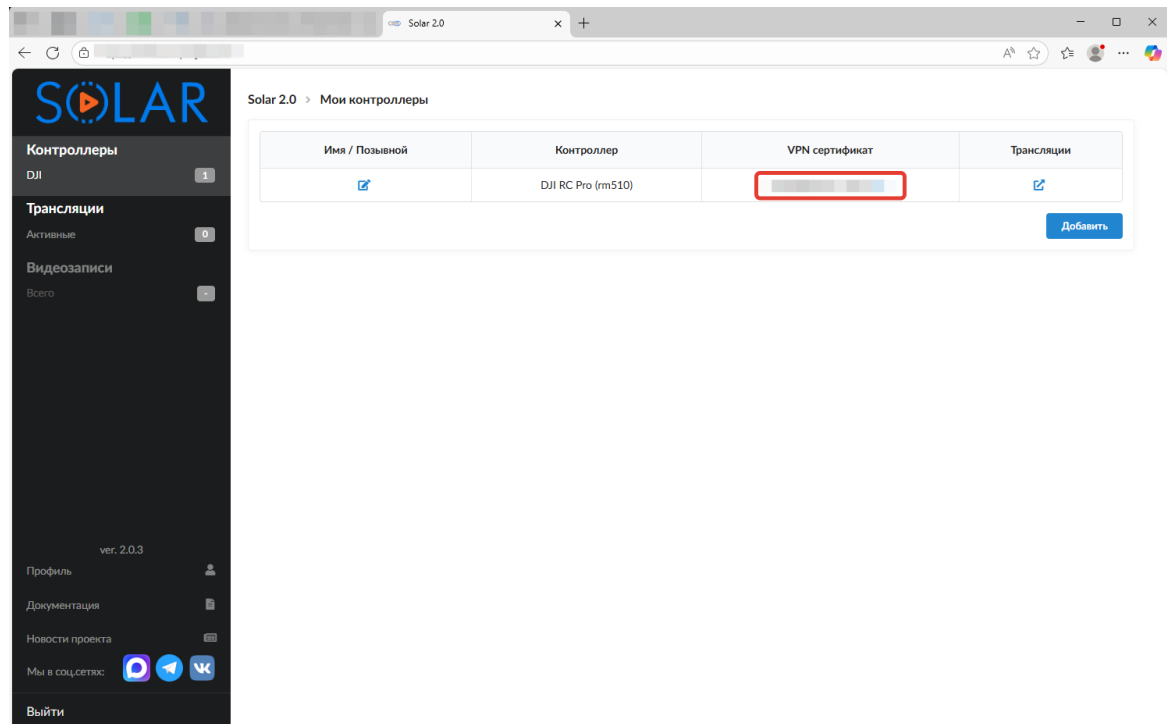 Solar 2.0
SOLAR
Контроллеры
DJI 1
Трансляции
Активные 0
Видеозаписи
Всего -
ver. 2.0.3
Профиль
Документация
Новости проекта
Мы в соц.сетях:
Выйти
Solar 2.0 > Мои контроллеры
Имя / Позывной Контроллер VPN сертификат Трансляции
DJI RC Pro (rm510)
Добавить